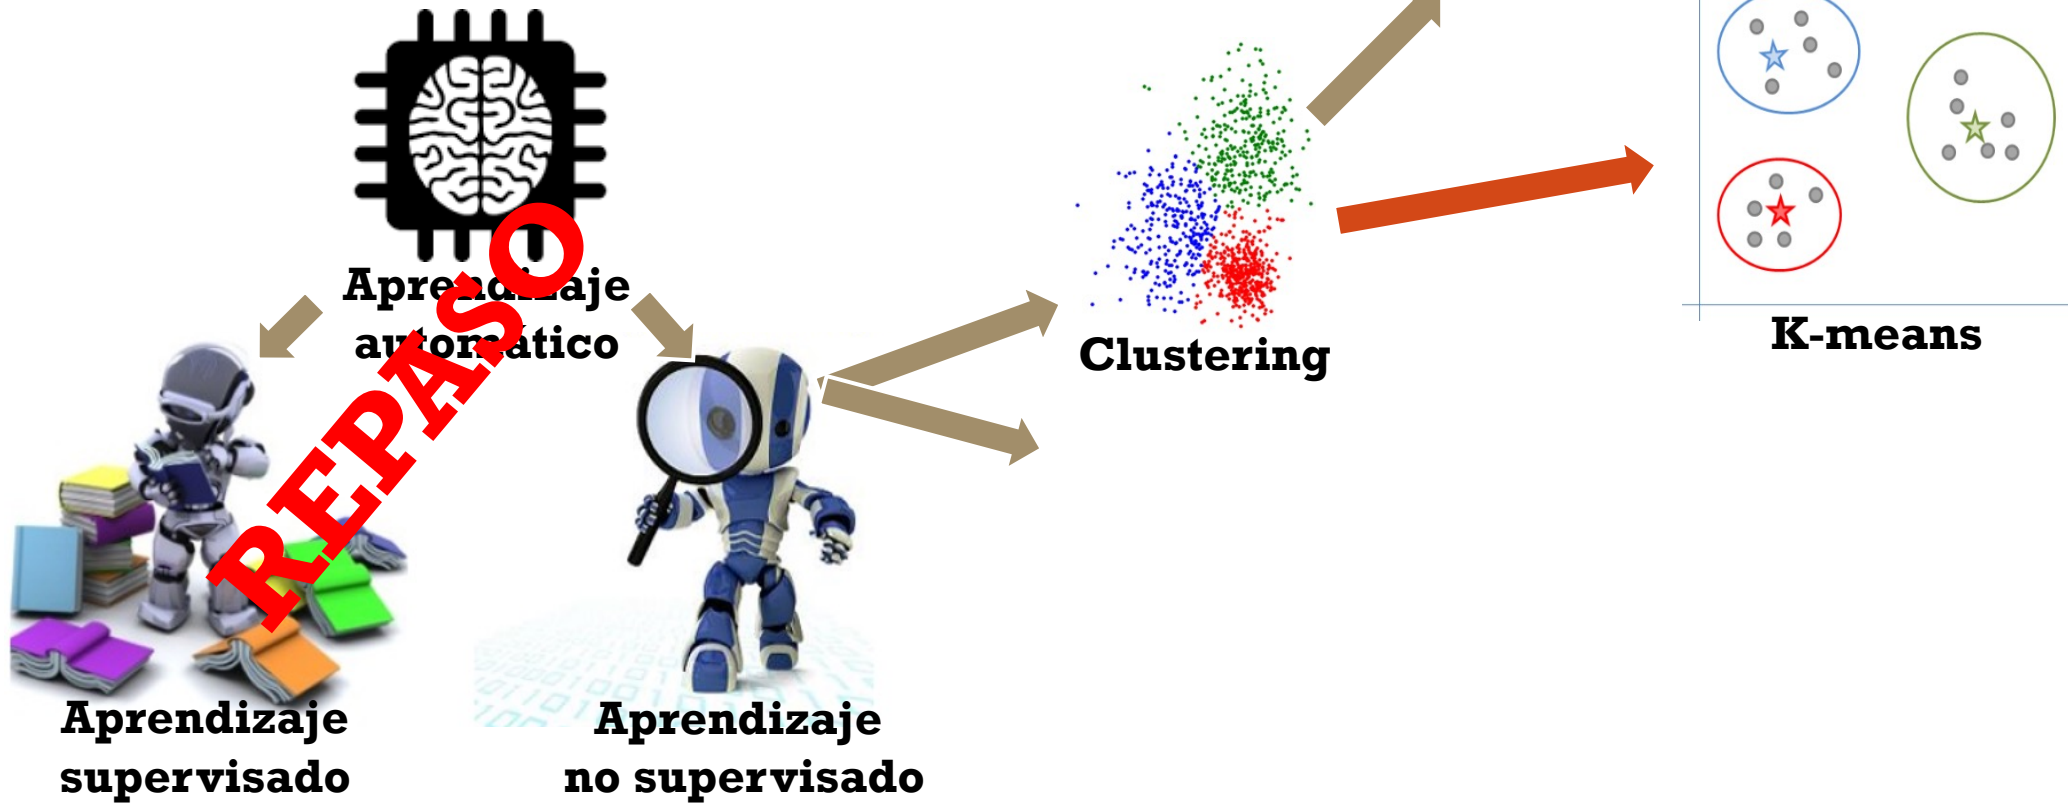 Aprendizaje
automático
REPASO
Clustering
K-means
Aprendizaje
supervisado
Aprendizaje
no supervisado